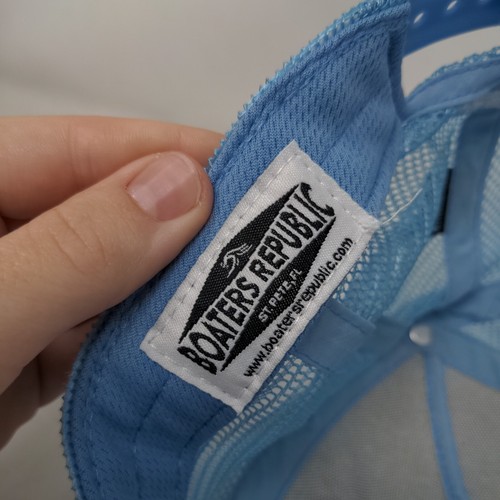 BOATERS REPUBLIC
ST. PETE, FL
www.boatersrepublic.com